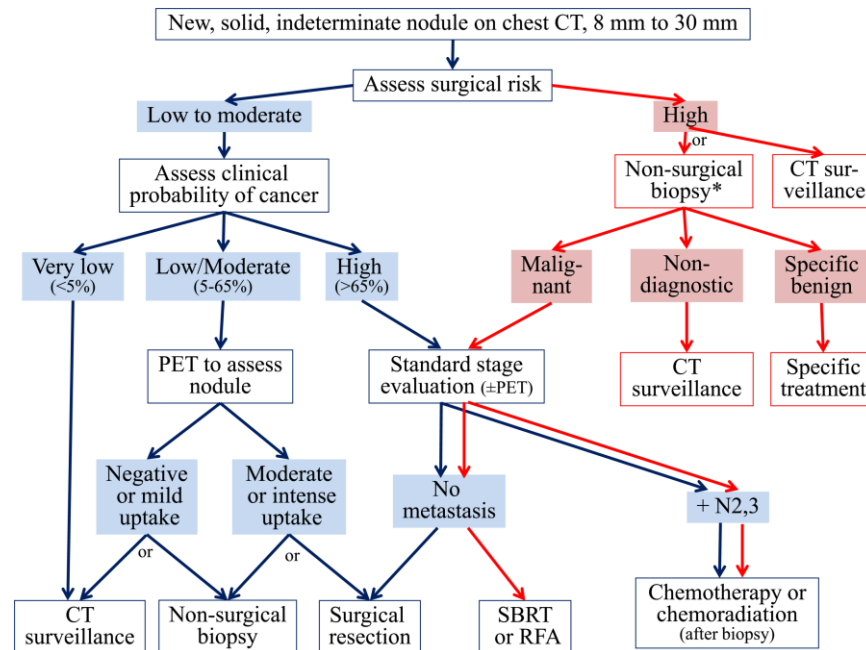 New, solid, indeterminate nodule on chest CT, 8 mm to 30 mm
Assess surgical risk
Low to moderate
High
or
Assess clinical
probability of cancer
Non-surgical
biopsy*
CT sur-
veillance
Very low
(<5%)
Low/Moderate
(5-65%)
High
(>65%)
Malig-
nant
Non-
diagnostic
Specific
benign
PET to assess
nodule
Standard stage
evaluation (±PET)
CT
surveillance
Specific
treatment
Negative
or mild
uptake
Moderate
or intense
uptake
No
metastasis
+ N2,3
or
or
CT
surveillance
Non-surgical
biopsy
Surgical
resection
SBRT
or RFA
Chemotherapy or
chemoradiation
(after biopsy)